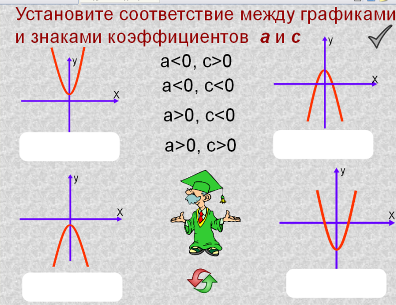 Установите соответствие между графиками
и знаками коэффициентов а и с
y
x
a<0, c>0
a<0, c<0
a>0, c<0
a>0, c>0
y
x
y
x
y
x